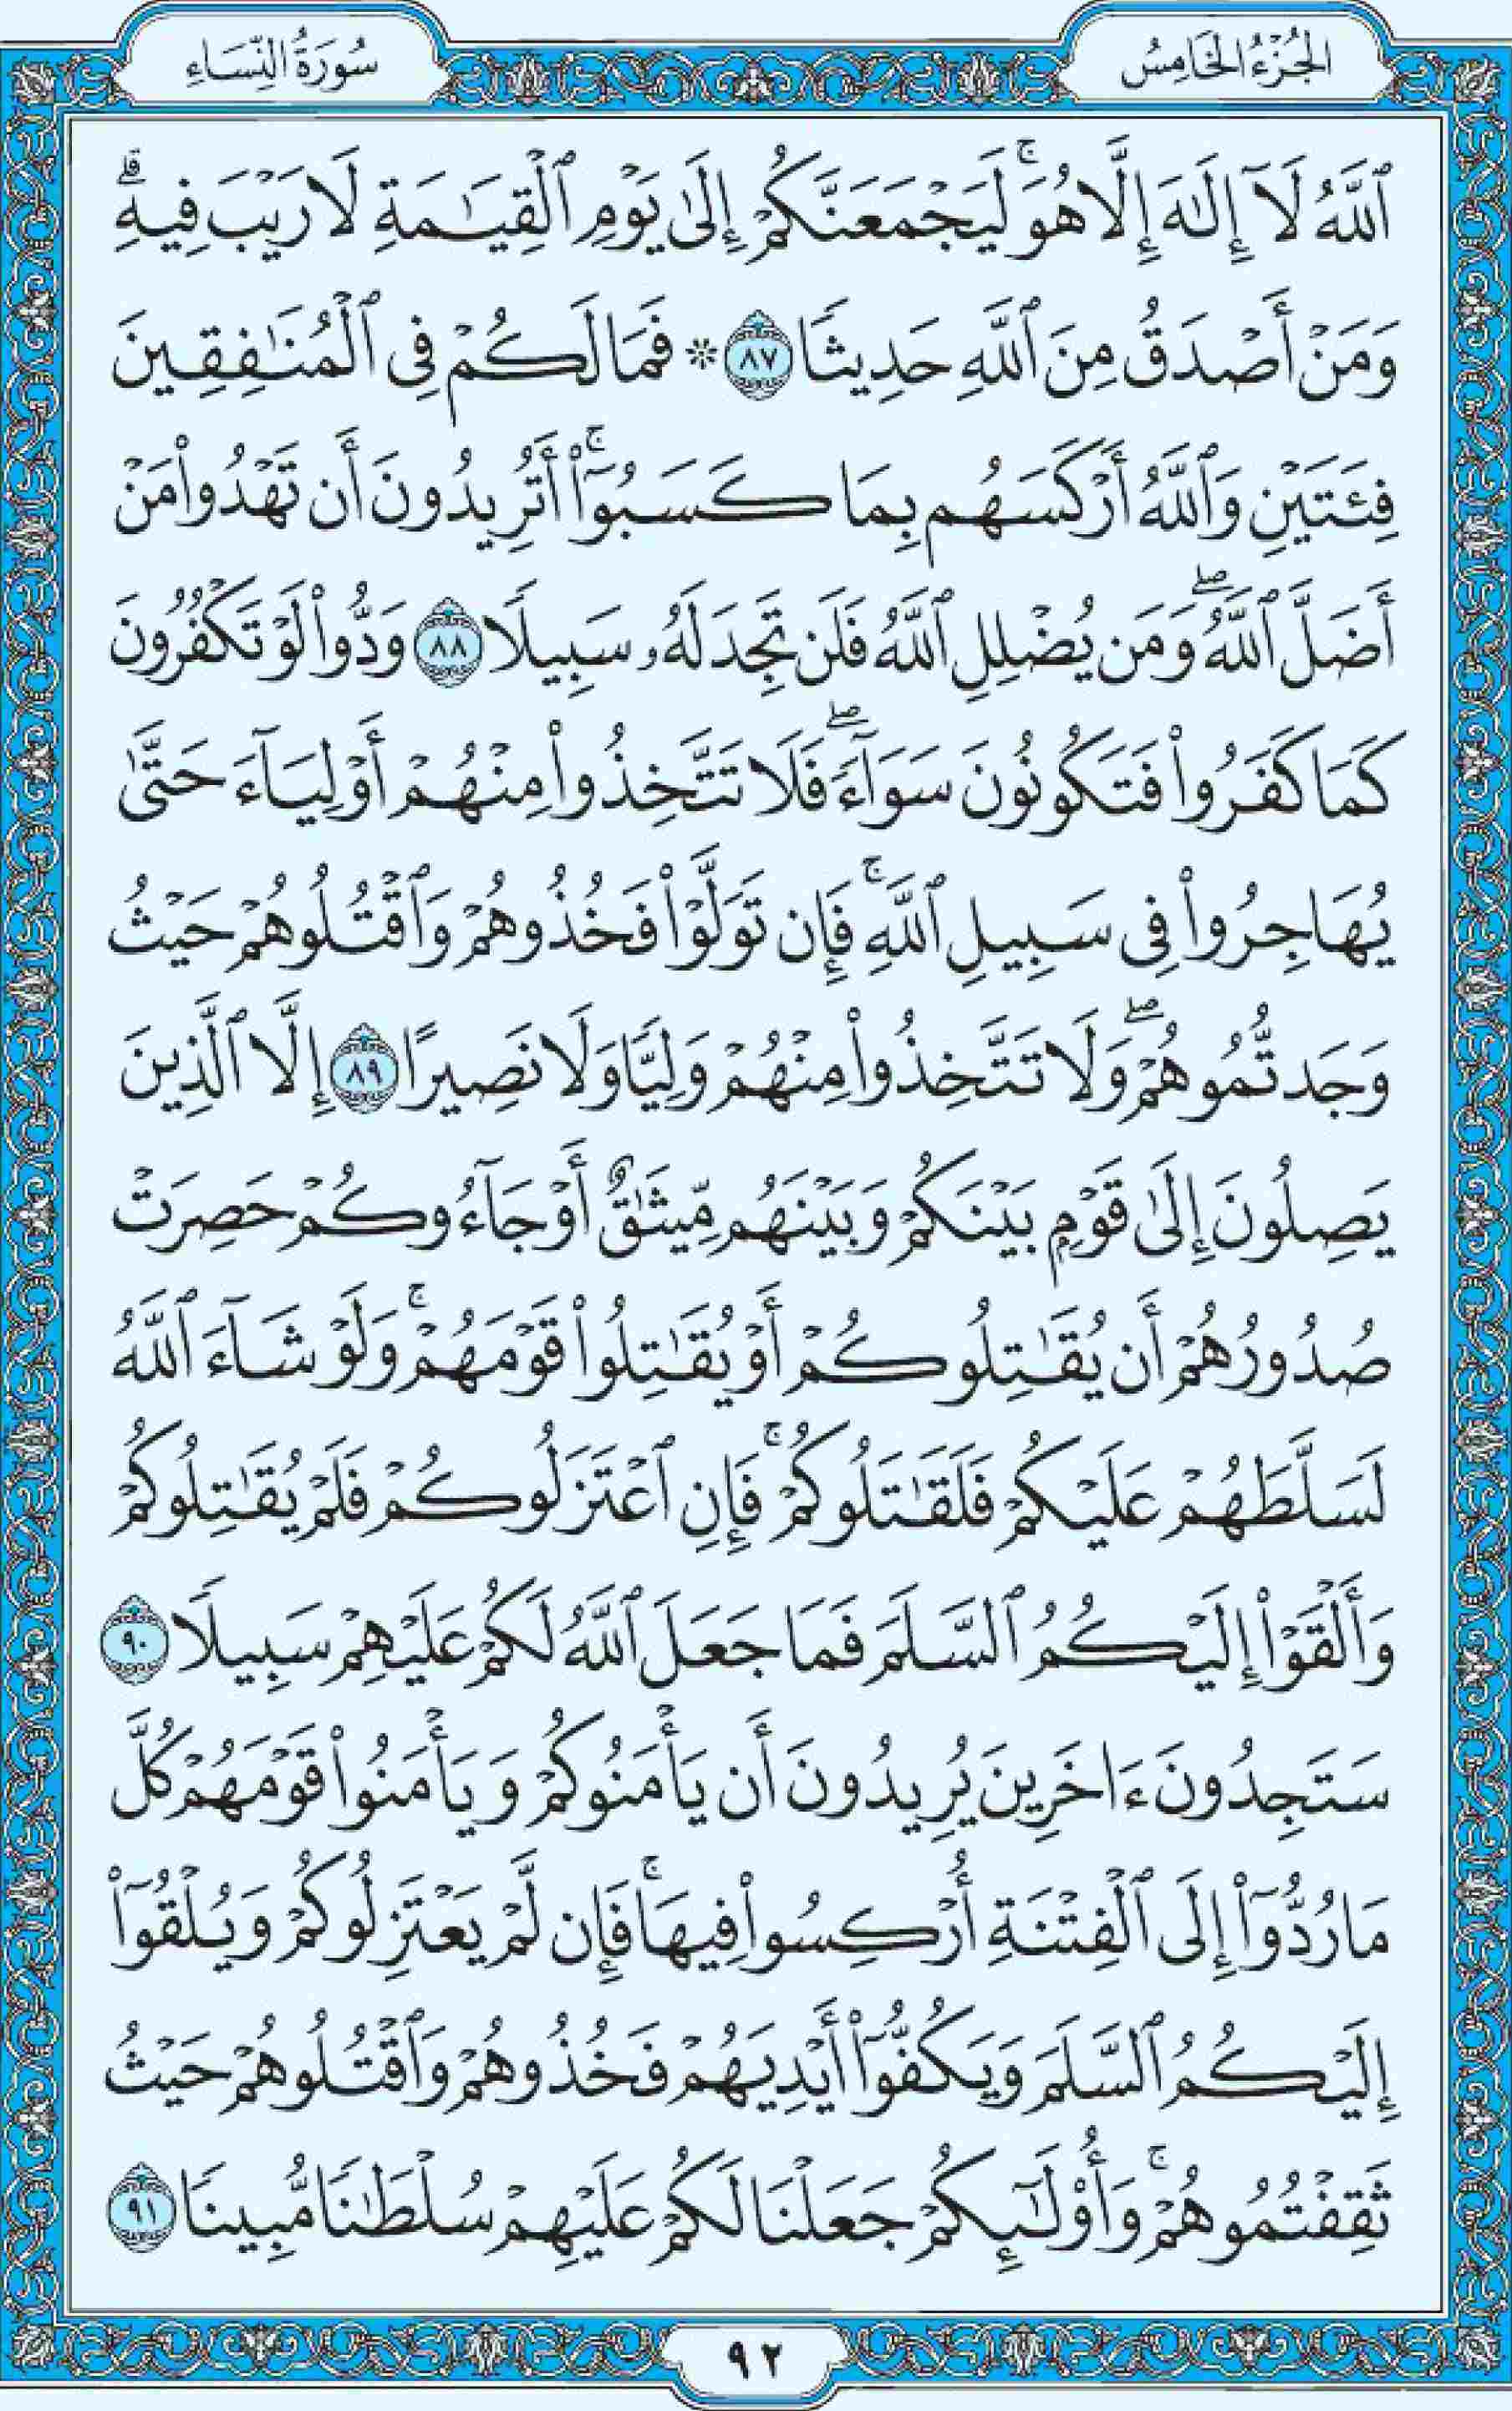 الجُزْءُ الخَامِسُ
سُورَةُ النِّسَاءِ
ٱللَّهُ لَآ إِلَٰهَ إِلَّا هُوَۚ لَيَجْمَعَنَّكُمْ إِلَىٰ يَوْمِ ٱلْقِيَٰمَةِ لَا رَيْبَ فِيهِۗ
وَمَنْ أَصْدَقُ مِنَ ٱللَّهِ حَدِيثًا ٨٧ ۞ فَمَا لَكُمْ فِى ٱلْمُنَٰفِقِينَ
فِئَتَيْنِ وَٱللَّهُ أَرْكَسَهُم بِمَا كَسَبُوٓا۟ۚ أَتُرِيدُونَ أَن تَهْدُوا۟ مَنْ
أَضَلَّ ٱللَّهُۖ وَمَن يُضْلِلِ ٱللَّهُ فَلَن تَجِدَ لَهُۥ سَبِيلًا ٨٨ وَدُّوا۟ لَوْ تَكْفُرُونَ
كَمَا كَفَرُوا۟ فَتَكُونُونَ سَوَآءًۖ فَلَا تَتَّخِذُوا۟ مِنْهُمْ أَوْلِيَآءَ حَتَّىٰ
يُهَاجِرُوا۟ فِى سَبِيلِ ٱللَّهِۚ فَإِن تَوَلَّوْا۟ فَخُذُوهُمْ وَٱقْتُلُوهُمْ حَيْثُ
وَجَدتُّمُوهُمْۖ وَلَا تَتَّخِذُوا۟ مِنْهُمْ وَلِيًّا وَلَا نَصِيرًا ٨٩ إِلَّا ٱلَّذِينَ
يَصِلُونَ إِلَىٰ قَوْمِۭ بَيْنَكُمْ وَبَيْنَهُم مِّيثَٰقٌ أَوْ جَآءُوكُمْ حَصِرَتْ
صُدُورُهُمْ أَن يُقَٰتِلُوكُمْ أَوْ يُقَٰتِلُوا۟ قَوْمَهُمْۚ وَلَوْ شَآءَ ٱللَّهُ
لَسَلَّطَهُمْ عَلَيْكُمْ فَلَقَٰتَلُوكُمْۚ فَإِنِ ٱعْتَزَلُوكُمْ فَلَمْ يُقَٰتِلُوكُمْ
وَأَلْقَوْا۟ إِلَيْكُمُ ٱلسَّلَمَ فَمَا جَعَلَ ٱللَّهُ لَكُمْ عَلَيْهِمْ سَبِيلًا ٩٠
سَتَجِدُونَ ءَاخَرِينَ يُرِيدُونَ أَن يَأْمَنُوكُمْ وَيَأْمَنُوا۟ قَوْمَهُمْ كُلَّ
مَا رُدُّوٓا۟ إِلَى ٱلْفِتْنَةِ أُرْكِسُوا۟ فِيهَاۚ فَإِن لَّمْ يَعْتَزِلُوكُمْ وَيُلْقُوٓا۟
إِلَيْكُمُ ٱلسَّلَمَ وَيَكُفُّوٓا۟ أَيْدِيَهُمْ فَخُذُوهُمْ وَٱقْتُلُوهُمْ حَيْثُ
ثَقِفْتُمُوهُمْۚ وَأُو۟لَٰٓئِكُمْ جَعَلْنَا لَكُمْ عَلَيْهِمْ سُلْطَٰنًا مُّبِينًا ٩١
٩٢